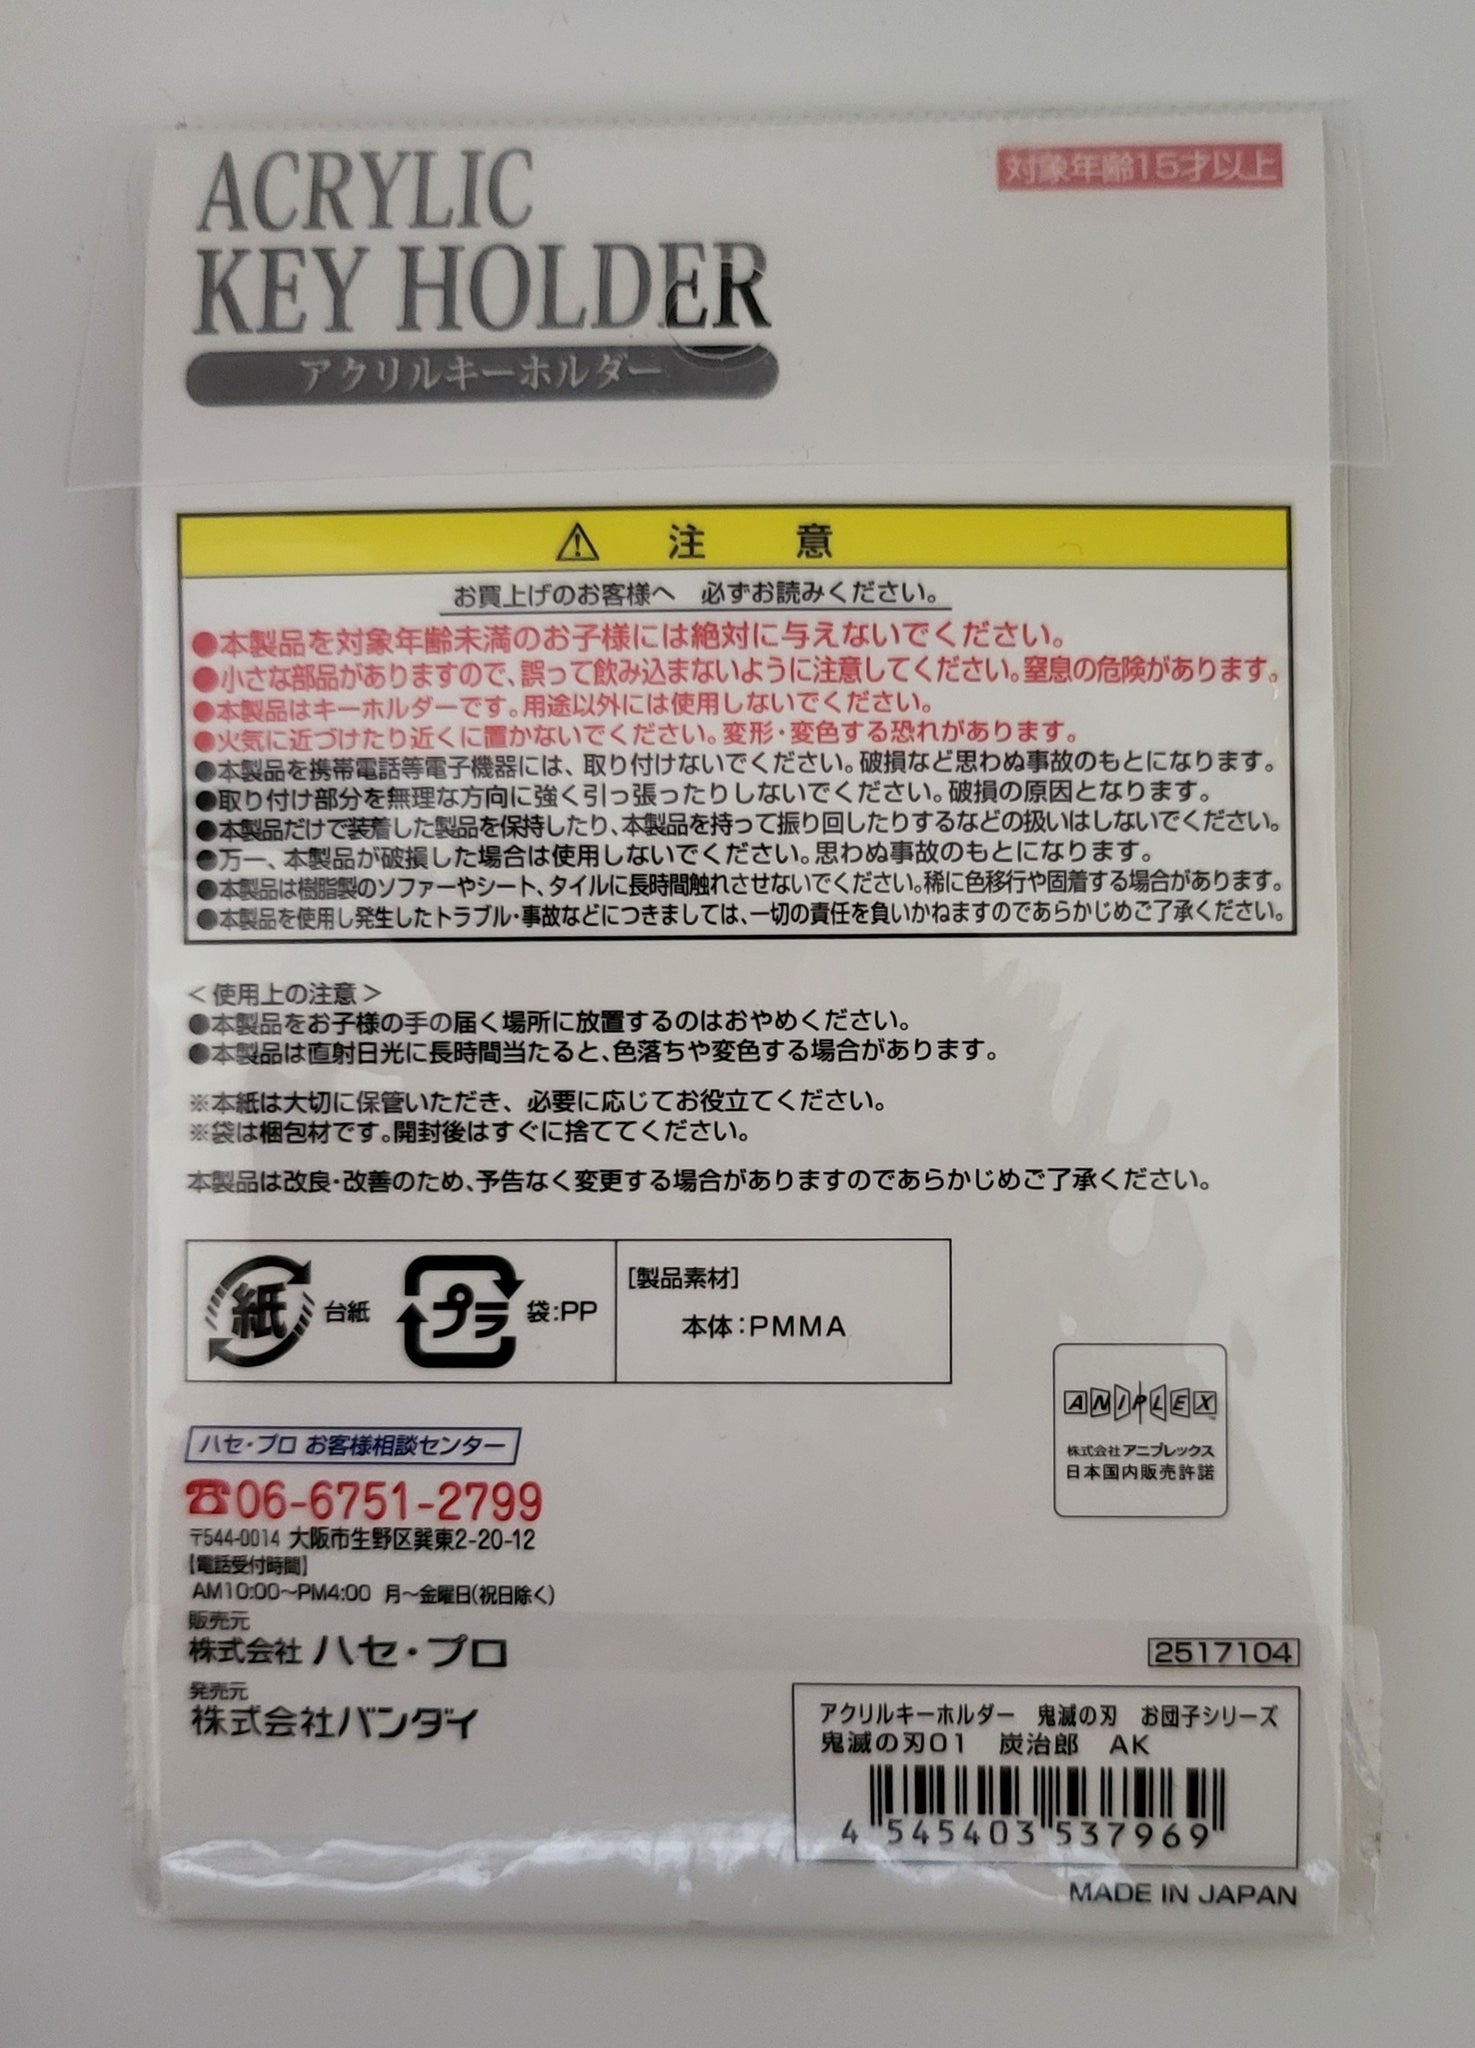 ACRYLIC
KEY HOLDER
アクリルキーホルダー
対象年齢15才以上
注 意
お買上げのお客様へ 必ずお読みください。
●本製品を対象年齢未満のお子様には絶対に与えないでください。
●小さな部品がありますので、誤って飲み込まないように注意してください。窒息の危険があります。
●本製品はキーホルダーです。用途以外には使用しないでください。
●火気に近づけたり近くに置かないでください。変形・変色する恐れがあります。
●本製品を携帯電話等電子機器には、取り付けないでください。破損など思わぬ事故のもとになります。
●取り付け部分を無理な方向に強く引っ張ったりしないでください。破損の原因となります。
●本製品だけで装着した製品を保持したり、本製品を持って振り回したりするなどの扱いはしないでください。
●万一、本製品が破損した場合は使用しないでください。思わぬ事故のもとになります。
●本製品は樹脂製のソファーやシート、タイルに長時間触れさせないでください。稀に色移行や固着する場合があります。
●本製品を使用し発生したトラブル・事故などにつきましては、一切の責任を負いかねますのであらかじめご了承ください。
＜使用上の注意＞
●本製品をお子様の手の届く場所に放置するのはおやめください。
●本製品は直射日光に長時間当たると、色落ちや変色する場合があります。
※本紙は大切に保管いただき、必要に応じてお役立てください。
※袋は梱包材です。開封後はすぐに捨ててください。
本製品は改良・改善のため、予告なく変更する場合がありますのであらかじめご了承ください。
紙 台紙 プラ 袋:PP
[製品素材]
本体:PMMA
ANIPLEX
株式会社 アニプレックス
日本国内販売許諾
ハセ・プロ お客様相談センター
☎06-6751-2799
〒544-0014 大阪市生野区巽東2-20-12
【電話受付時間】
AM10:00〜PM4:00 月〜金曜日(祝日除く)
販売元
株式会社 ハセ・プロ
発売元
株式会社バンダイ
2517104
アクリルキーホルダー 鬼滅の刃 お団子シリーズ
鬼滅の刃01 炭治郎 AK
4 545403 537969
MADE IN JAPAN